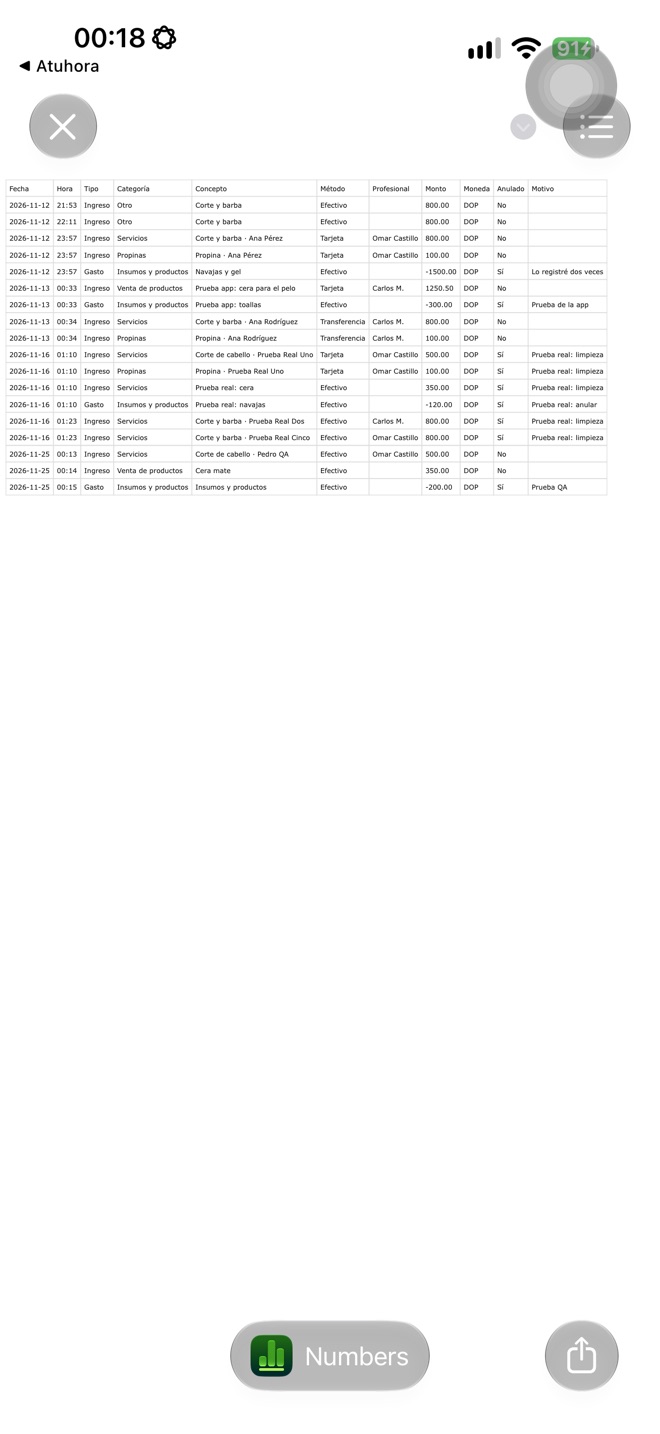 00:18
91
◀ Atuhora
Fecha Hora Tipo Categoría Concepto Método Profesional Monto Moneda Anulado Motivo
2026-11-12 21:53 Ingreso Otro Corte y barba Efectivo 800.00 DOP No
2026-11-12 22:11 Ingreso Otro Corte y barba Efectivo 800.00 DOP No
2026-11-12 23:57 Ingreso Servicios Corte y barba · Ana Pérez Tarjeta Omar Castillo 800.00 DOP No
2026-11-12 23:57 Ingreso Propinas Propina · Ana Pérez Tarjeta Omar Castillo 100.00 DOP No
2026-11-12 23:57 Gasto Insumos y productos Navajas y gel Efectivo -1500.00 DOP Sí Lo registré dos veces
2026-11-13 00:33 Ingreso Venta de productos Prueba app: cera para el pelo Tarjeta Carlos M. 1250.50 DOP No
2026-11-13 00:33 Gasto Insumos y productos Prueba app: toallas Efectivo -300.00 DOP Sí Prueba de la app
2026-11-13 00:34 Ingreso Servicios Corte y barba · Ana Rodríguez Transferencia Carlos M. 800.00 DOP No
2026-11-13 00:34 Ingreso Propinas Propina · Ana Rodríguez Transferencia Carlos M. 100.00 DOP No
2026-11-16 01:10 Ingreso Servicios Corte de cabello · Prueba Real Uno Tarjeta Omar Castillo 500.00 DOP Sí Prueba real: limpieza
2026-11-16 01:10 Ingreso Propinas Propina · Prueba Real Uno Tarjeta Omar Castillo 100.00 DOP Sí Prueba real: limpieza
2026-11-16 01:10 Ingreso Servicios Prueba real: cera Efectivo 350.00 DOP Sí Prueba real: limpieza
2026-11-16 01:10 Gasto Insumos y productos Prueba real: navajas Efectivo -120.00 DOP Sí Prueba real: anular
2026-11-16 01:23 Ingreso Servicios Corte y barba · Prueba Real Dos Efectivo Carlos M. 800.00 DOP Sí Prueba real: limpieza
2026-11-16 01:23 Ingreso Servicios Corte y barba · Prueba Real Cinco Efectivo Omar Castillo 800.00 DOP Sí Prueba real: limpieza
2026-11-25 00:13 Ingreso Servicios Corte de cabello · Pedro QA Efectivo Omar Castillo 500.00 DOP No
2026-11-25 00:14 Ingreso Venta de productos Cera mate Efectivo 350.00 DOP No
2026-11-25 00:15 Gasto Insumos y productos Insumos y productos Efectivo -200.00 DOP Sí Prueba QA
Numbers